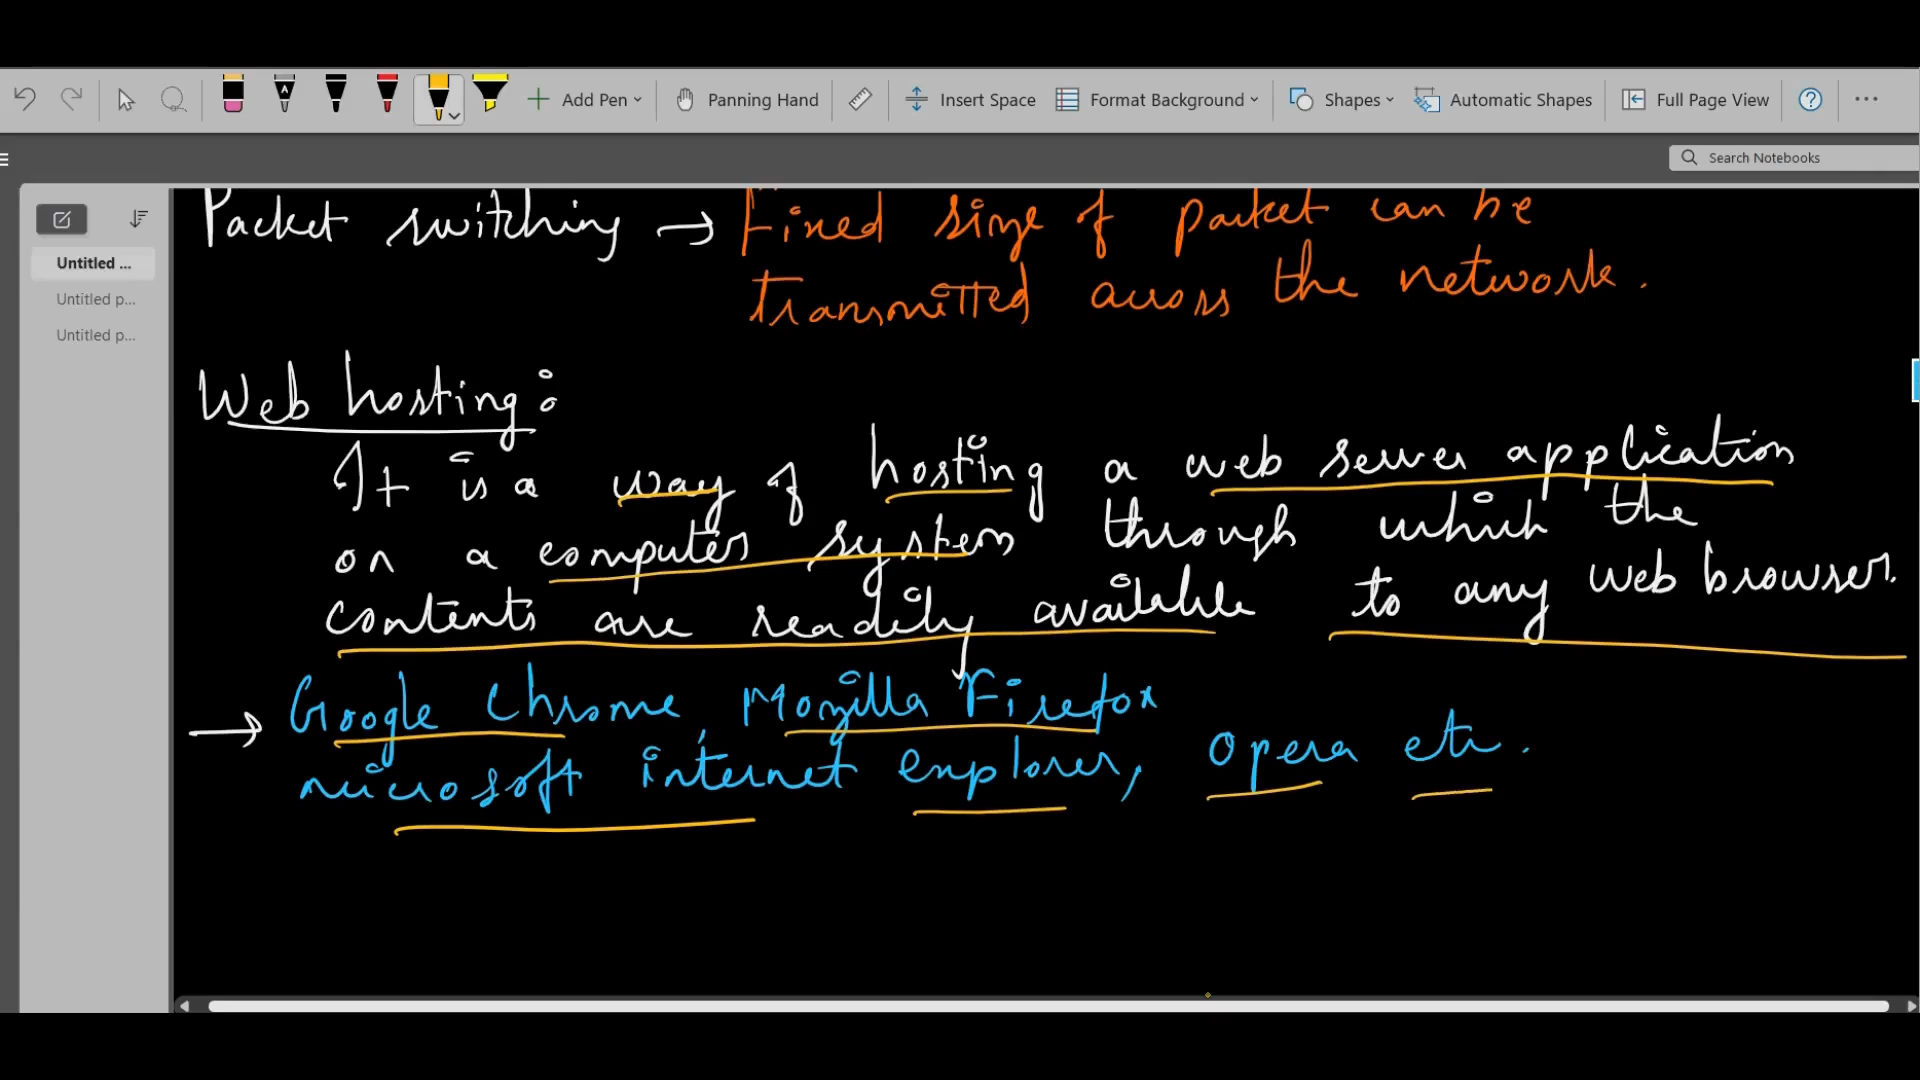 Add Pen
Panning Hand
Insert Space
Format Background
Shapes
Automatic Shapes
Full Page View
Search Notebooks
Untitled ...
Untitled p...
Untitled p...
Packet switching → Fixed size of packet can be
transmitted across the network.
Web hosting:
It is a way of hosting a web server application
on a computer system through which the
contents are readily available to any web browser.
→ Google Chrome, Mozilla Firefox
microsoft internet explorer, opera etc.